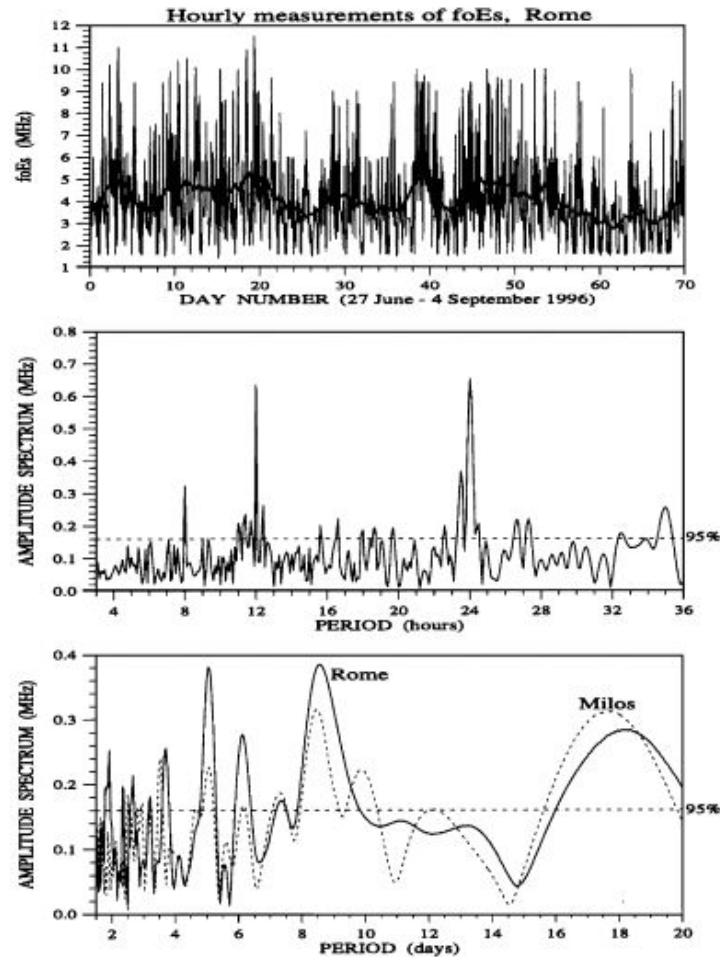 Hourly measurements of foEs, Rome
12
11
10
9
8
7
6
5
4
3
2
1
foEs (MHz)
0 10 20 30 40 50 60 70
DAY NUMBER (27 June - 4 September 1996)
0.8
0.7
0.6
0.5
0.4
0.3
0.2
0.1
0.0
AMPLITUDE SPECTRUM (MHz)
95%
4 8 12 16 20 24 28 32 36
PERIOD (hours)
0.4
0.3
0.2
0.1
0.0
AMPLITUDE SPECTRUM (MHz)
Rome
Milos
95%
2 4 6 8 10 12 14 16 18 20
PERIOD (days)